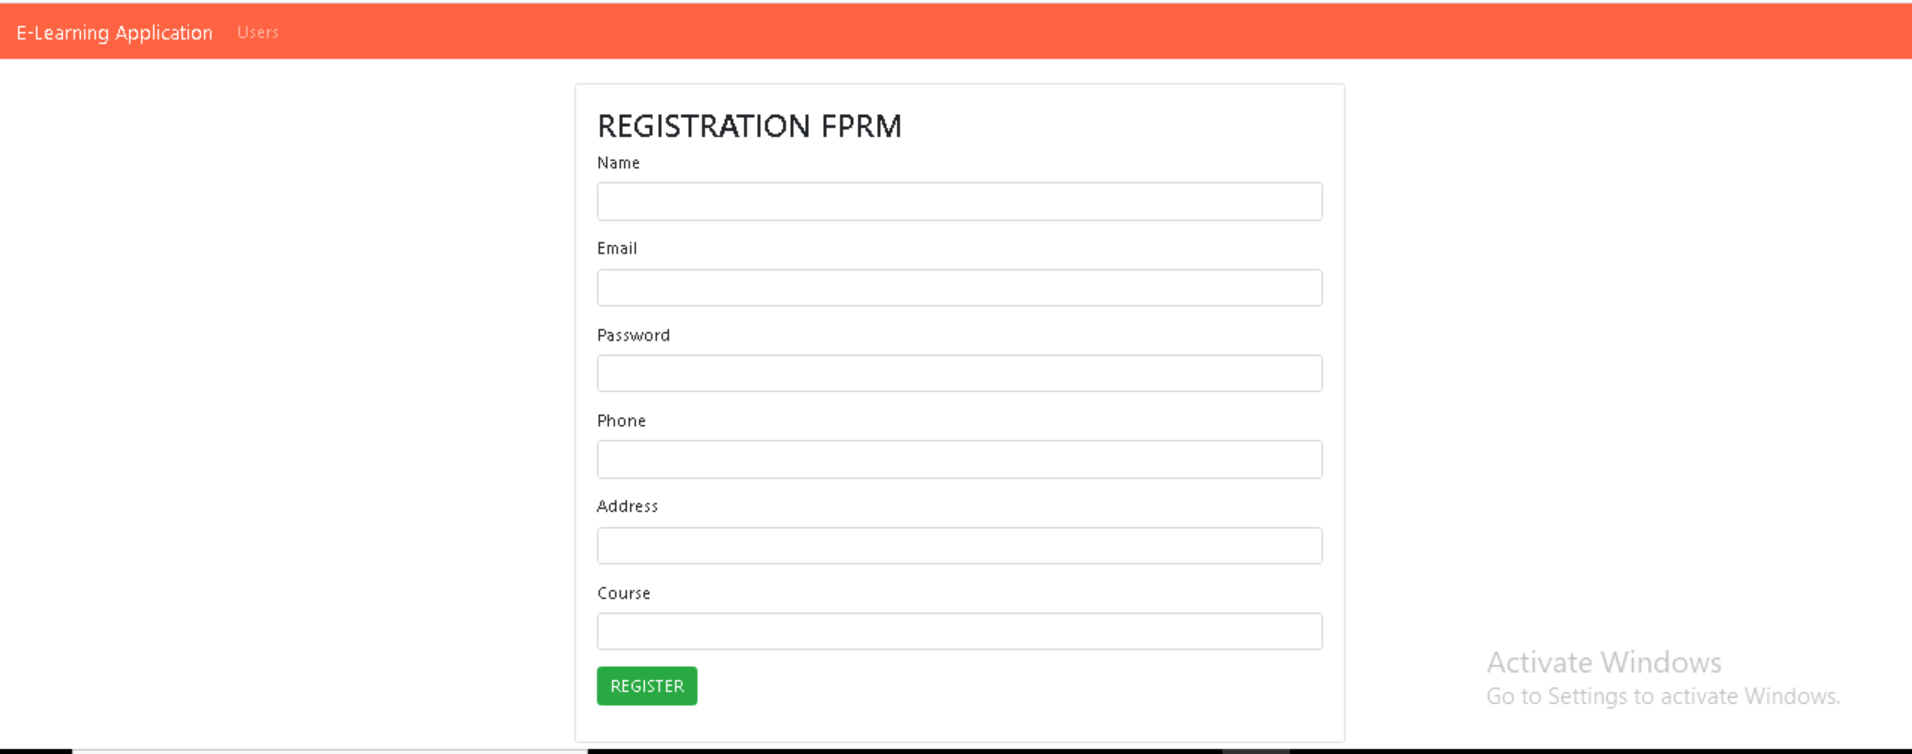 E-Learning Application Users
REGISTRATION FPRM
Name
Email
Password
Phone
Address
Course
REGISTER
Activate Windows
Go to Settings to activate Windows.